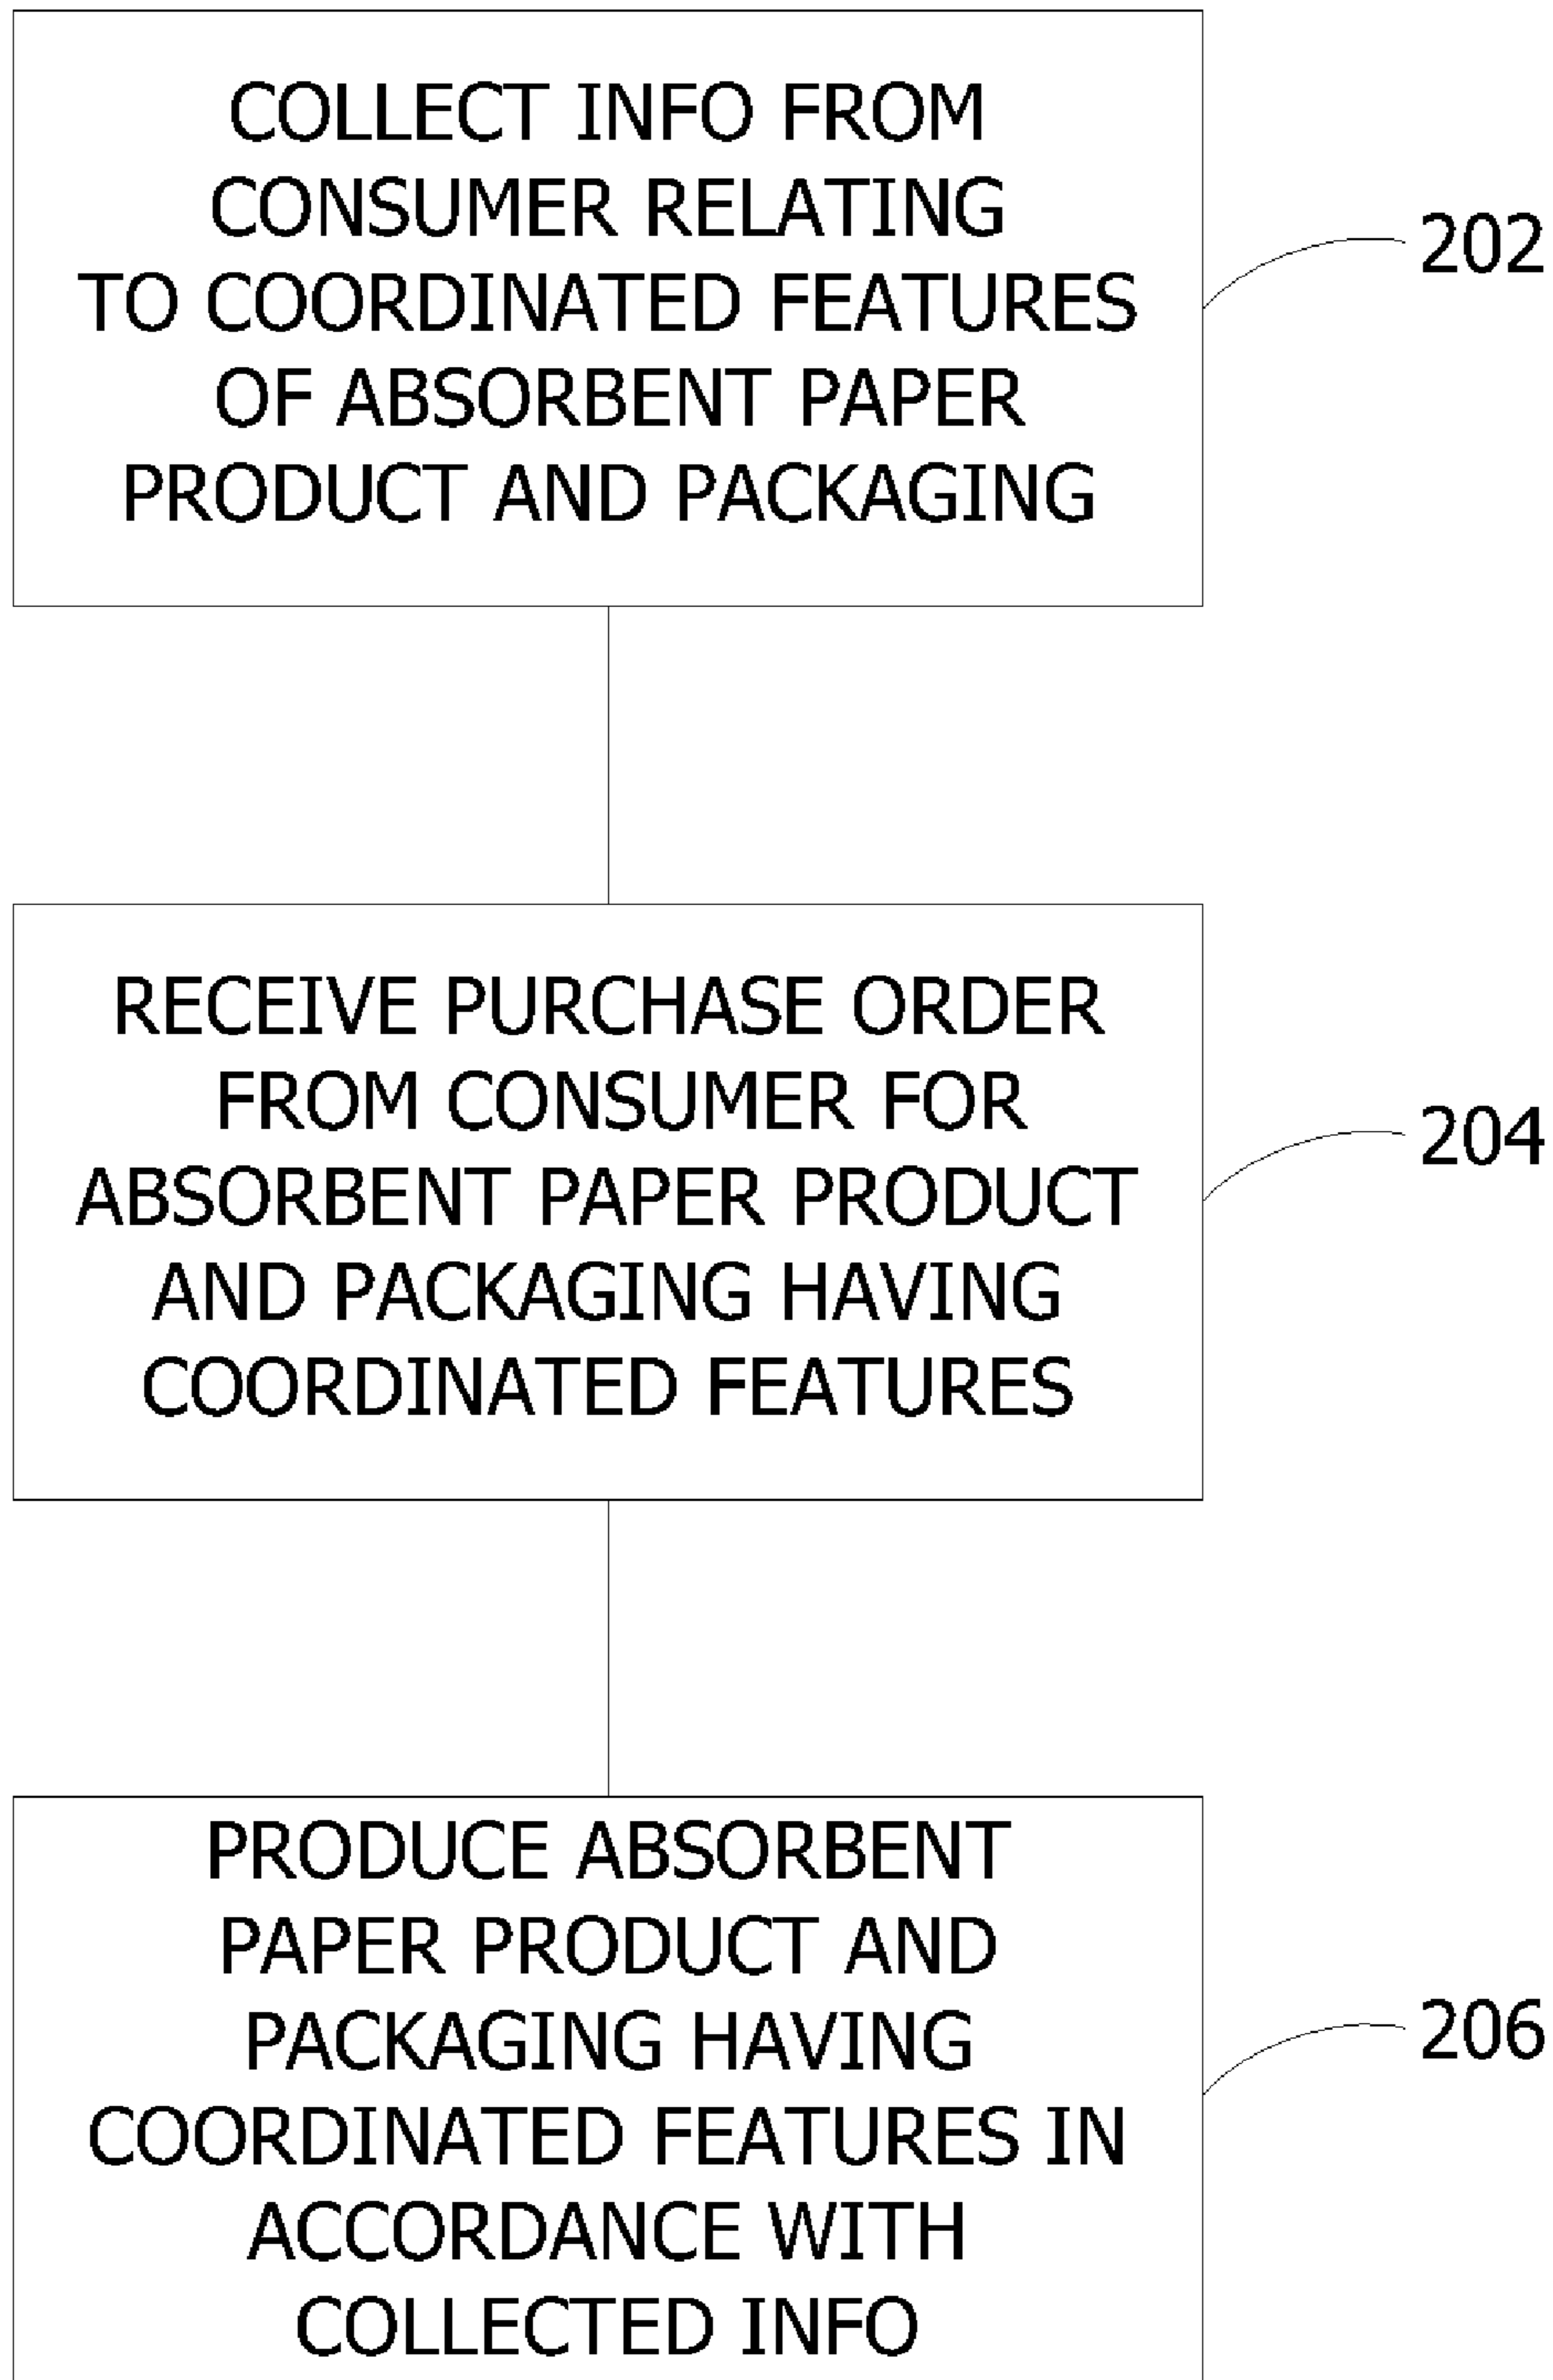 COLLECT INFO FROM
CONSUMER RELATING
TO COORDINATED FEATURES
OF ABSORBENT PAPER
PRODUCT AND PACKAGING
202
RECEIVE PURCHASE ORDER
FROM CONSUMER FOR
ABSORBENT PAPER PRODUCT
AND PACKAGING HAVING
COORDINATED FEATURES
204
PRODUCE ABSORBENT
PAPER PRODUCT AND
PACKAGING HAVING
COORDINATED FEATURES IN
ACCORDANCE WITH
COLLECTED INFO
206